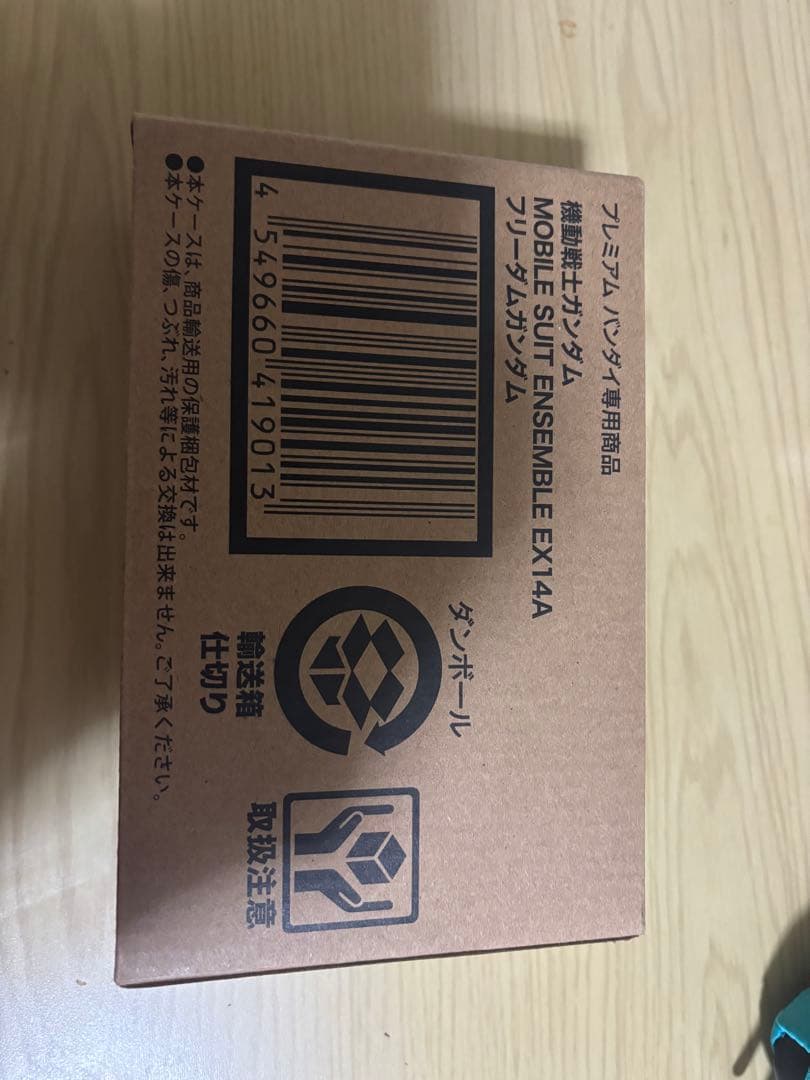 プレミアム バンダイ専用商品
機動戦士ガンダム
MOBILE SUIT ENSEMBLE EX14A
フリーダムガンダム
4 549660 419013
ダンボール
輸送箱
仕切り
取扱注意
●本ケースは、商品輸送用の保護梱包材です。
●本ケースの傷、つぶれ、汚れ等による交換は出来ません。ご了承ください。